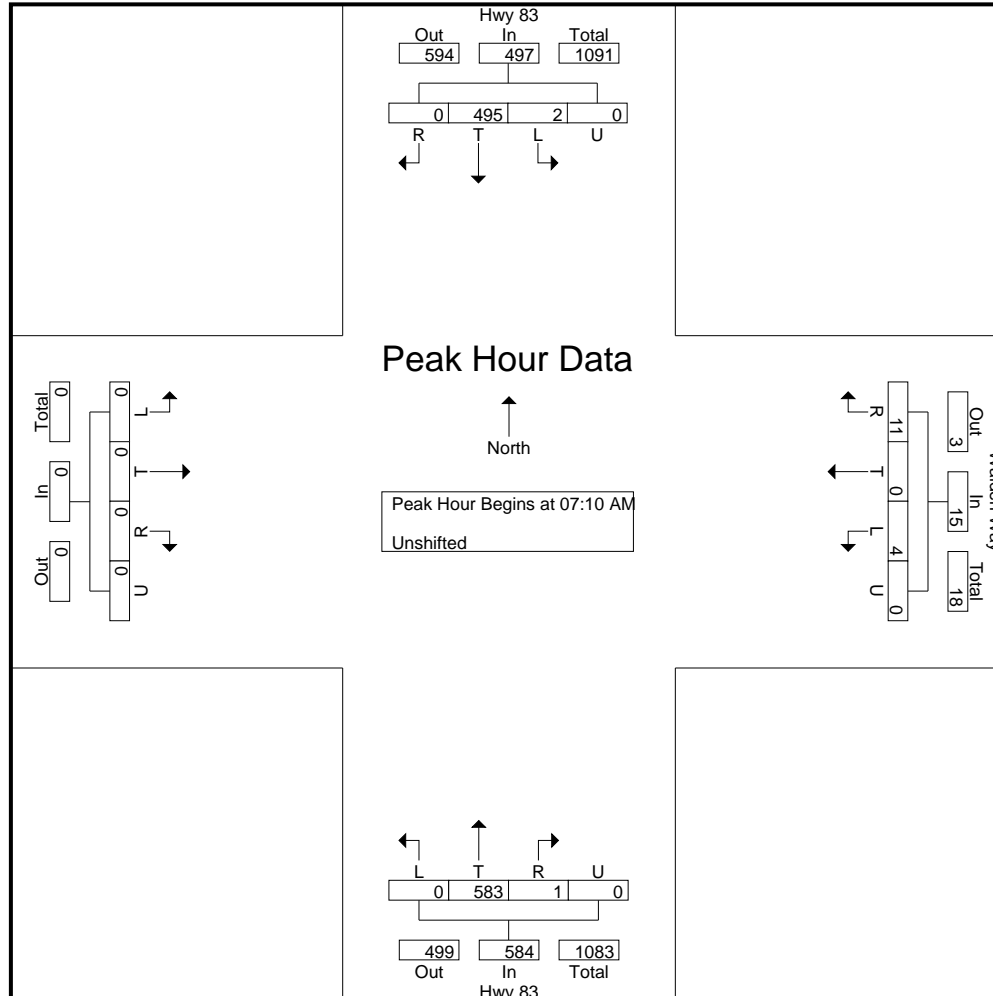 Hwy 83
Out In Total
594 497 1091
0 495 2 0
R T L U
Peak Hour Data
North
Peak Hour Begins at 07:10 AM
Unshifted
Total In Out
0 0 0
0 0 0 0
L T R U
R T L U
11 0 4 0
Out In Total
3 15 18
Way
L T R U
0 583 1 0
499 584 1083
Out In Total
Hwy 83